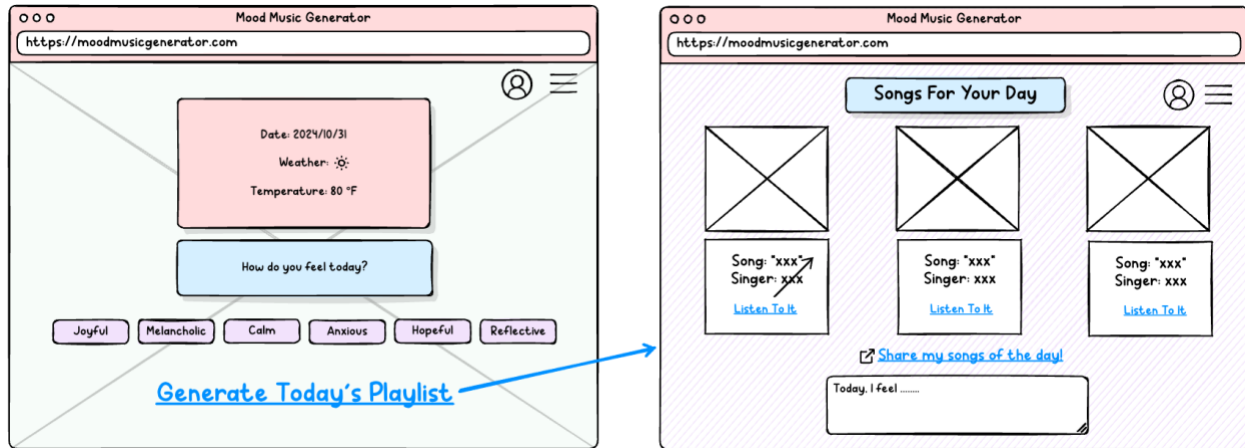 Mood Music Generator
https://moodmusicgenerator.com
Date: 2024/10/31
Weather:
Temperature: 80 °F
How do you feel today?
Joyful
Melancholic
Calm
Anxious
Hopeful
Reflective
Generate Today's Playlist
Mood Music Generator
https://moodmusicgenerator.com
Songs For Your Day
Song: "xxx"
Singer: xxx
Listen To It
Song: "xxx"
Singer: xxx
Listen To It
Song: "xxx"
Singer: xxx
Listen To It
Share my songs of the day!
Today, I feel ........